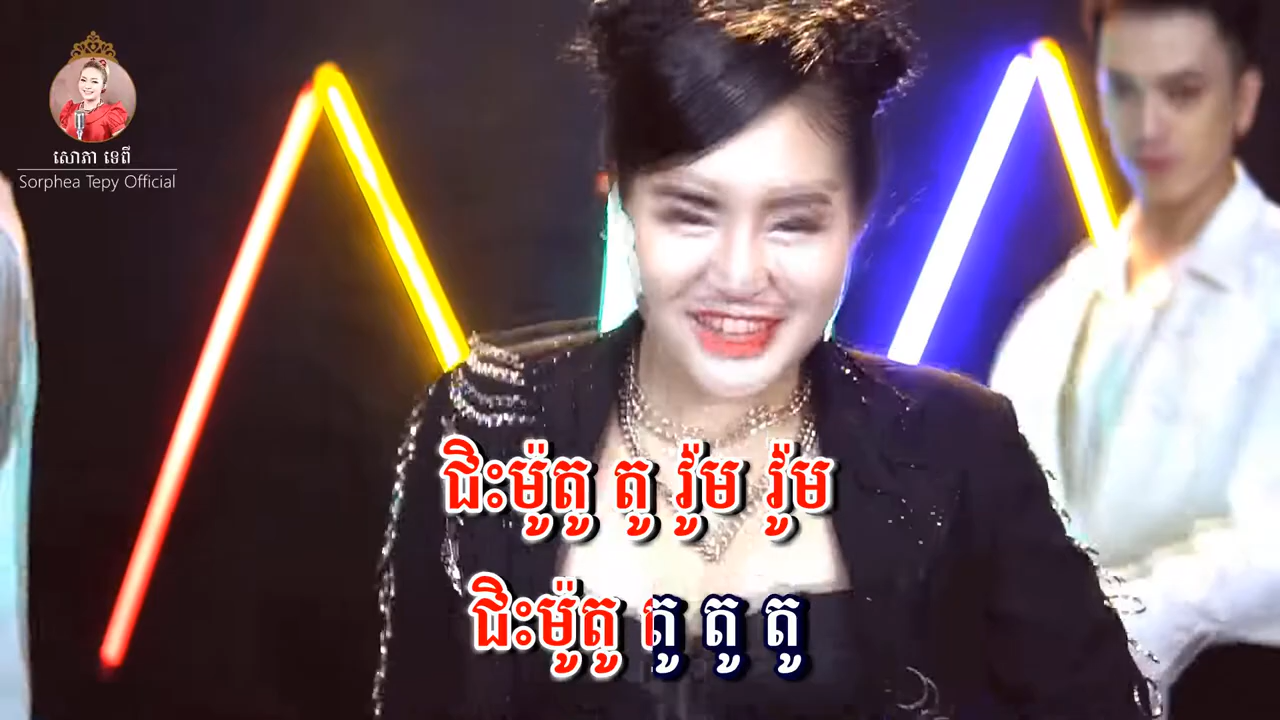 សោភា ទេពី
Sorphea Tepy Official
ជិះម៉ូតូ តូ រ៉ូម រ៉ូម
ជិះម៉ូតូ តូ តូ តូ